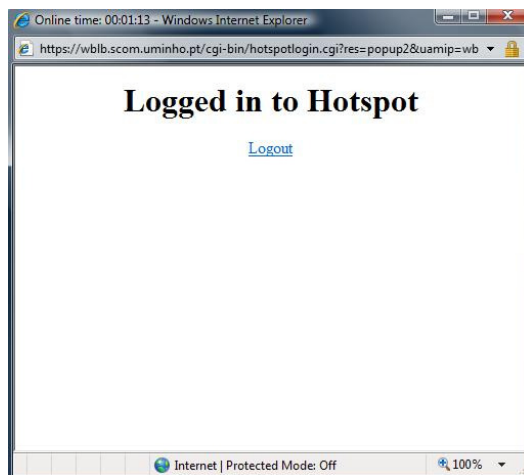 Online time: 00:01:13 - Windows Internet Explorer
https://wblb.scom.uminho.pt/cgi-bin/hotspotlogin.cgi?res=popup2&uamip=wb
Logged in to Hotspot
Logout
Internet | Protected Mode: Off
100%